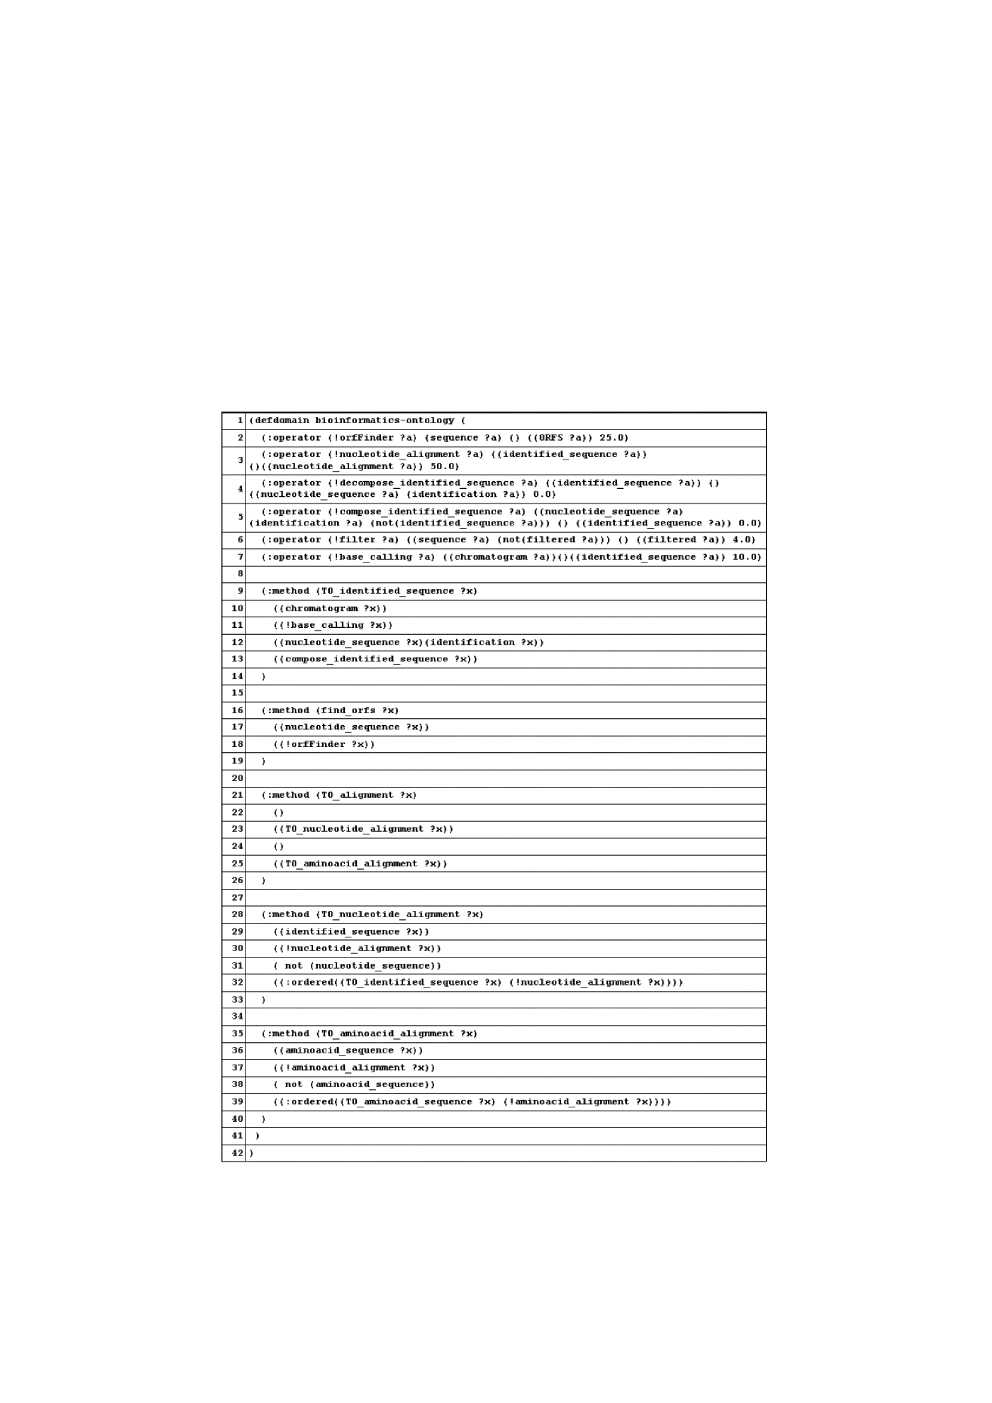 1 (defdomain bioinformatics-ontology (
2 (:operator (!orfFinder ?a) (sequence ?a) () ((ORFS ?a)) 25.0)
3 (:operator (!nucleotide_alignment ?a) ((identified_sequence ?a))
()((nucleotide_alignment ?a)) 50.0)
4 (:operator (!decompose_identified_sequence ?a) ((identified_sequence ?a)) ()
((nucleotide_sequence ?a) (identification ?a)) 0.0)
5 (:operator (!compose_identified_sequence ?a) ((nucleotide_sequence ?a)
(identification ?a) (not(identified_sequence ?a))) () ((identified_sequence ?a)) 0.0)
6 (:operator (!filter ?a) ((sequence ?a) (not(filtered ?a))) () ((filtered ?a)) 4.0)
7 (:operator (!base_calling ?a) ((chromatogram ?a))()((identified_sequence ?a)) 10.0)
8
9 (:method (TO_identified_sequence ?x)
10 ((chromatogram ?x))
11 ((!base_calling ?x))
12 ((nucleotide_sequence ?x)(identification ?x))
13 ((compose_identified_sequence ?x))
14 )
15
16 (:method (find_orfs ?x)
17 ((nucleotide_sequence ?x))
18 ((!orfFinder ?x))
19 )
20
21 (:method (TO_alignment ?x)
22 ()
23 ((TO_nucleotide_alignment ?x))
24 ()
25 ((TO_aminoacid_alignment ?x))
26 )
27
28 (:method (TO_nucleotide_alignment ?x)
29 ((identified_sequence ?x))
30 ((!nucleotide_alignment ?x))
31 ( not (nucleotide_sequence))
32 ((:ordered((TO_identified_sequence ?x) (!nucleotide_alignment ?x))))
33 )
34
35 (:method (TO_aminoacid_alignment ?x)
36 ((aminoacid_sequence ?x))
37 ((!aminoacid_alignment ?x))
38 ( not (aminoacid_sequence))
39 ((:ordered((TO_aminoacid_sequence ?x) (!aminoacid_alignment ?x))))
40 )
41 )
42 )